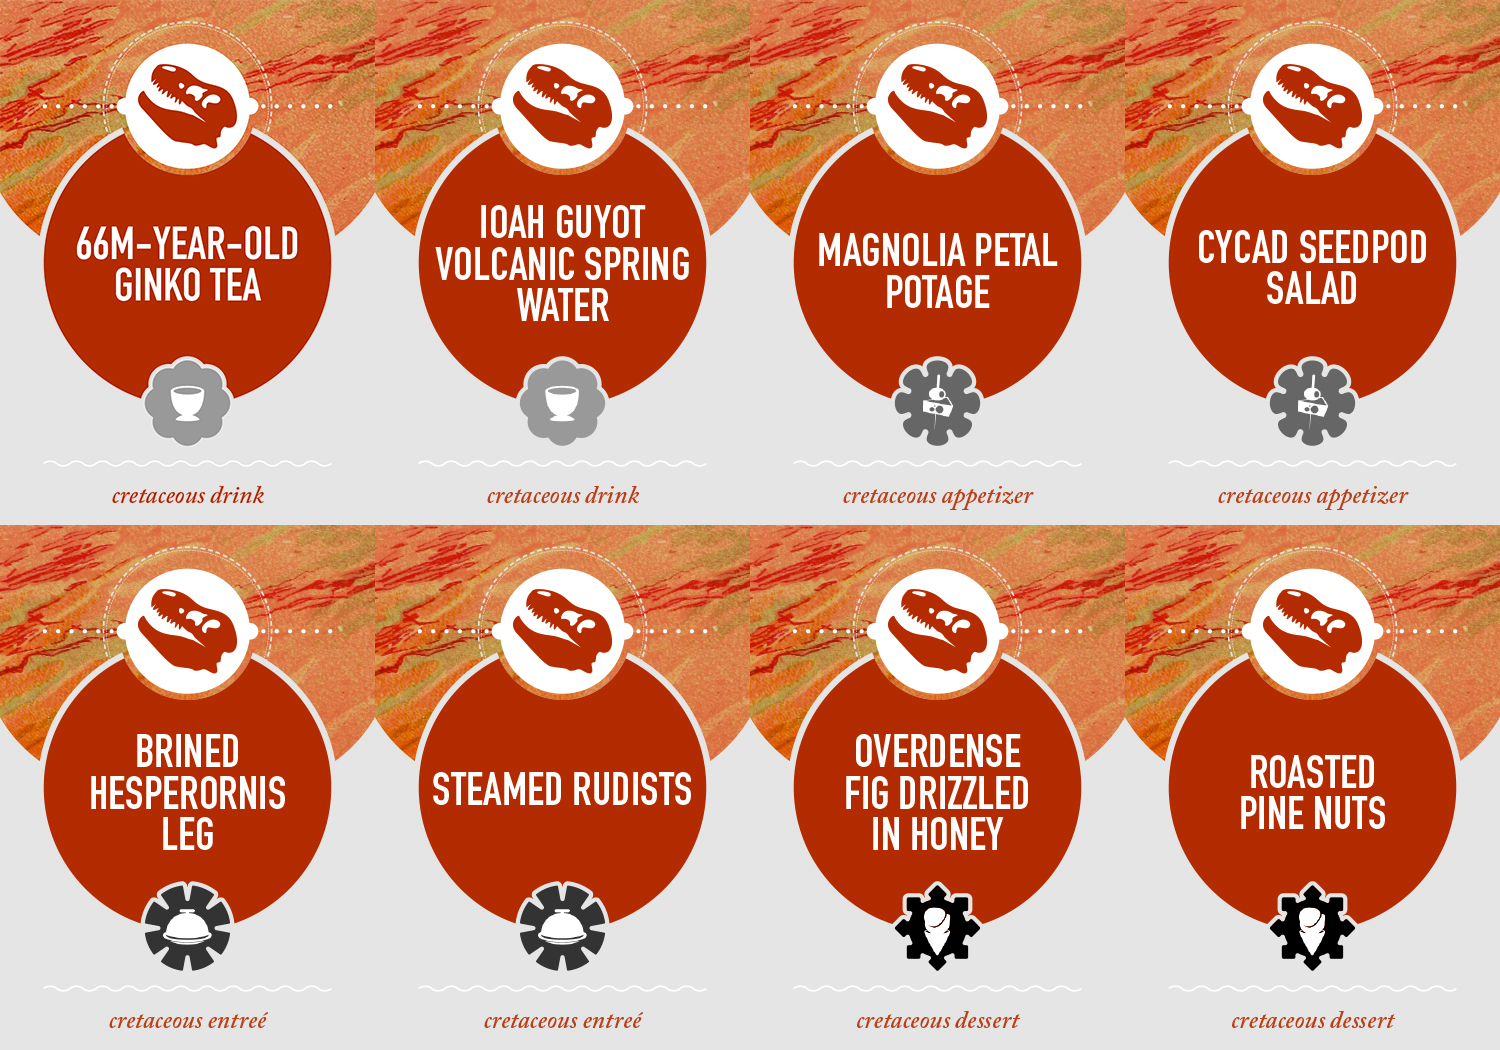 66M-YEAR-OLD
GINKO TEA
cretaceous drink
IOAH GUYOT
VOLCANIC SPRING
WATER
cretaceous drink
MAGNOLIA PETAL
POTAGE
cretaceous appetizer
CYCAD SEEDPOD
SALAD
cretaceous appetizer
BRINED
HESPERORNIS
LEG
cretaceous entreé
STEAMED RUDISTS
cretaceous entreé
OVERDENSE
FIG DRIZZLED
IN HONEY
cretaceous dessert
ROASTED
PINE NUTS
cretaceous dessert